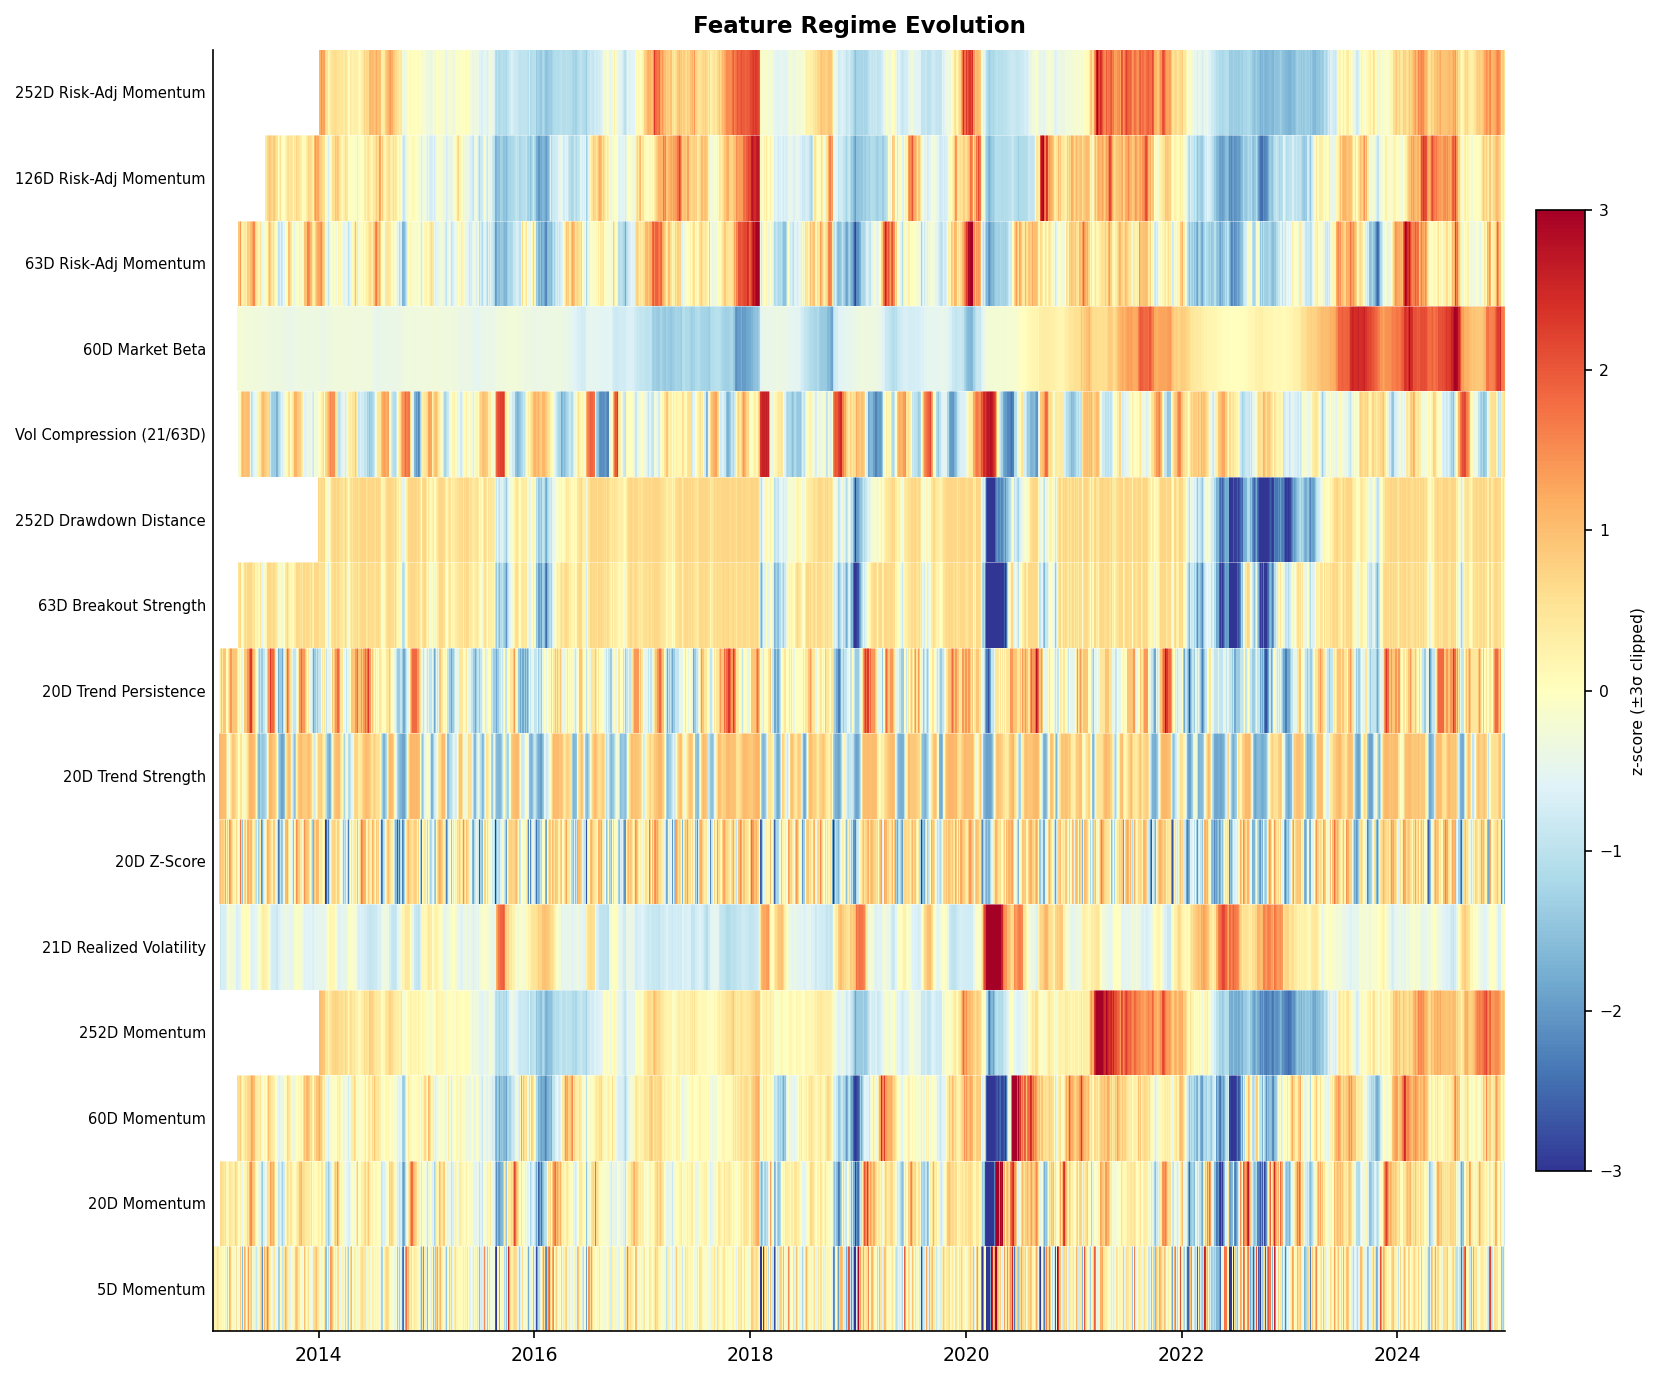 Feature Regime Evolution
252D Risk-Adj Momentum
126D Risk-Adj Momentum
63D Risk-Adj Momentum
60D Market Beta
Vol Compression (21/63D)
252D Drawdown Distance
63D Breakout Strength
20D Trend Persistence
20D Trend Strength
20D Z-Score
21D Realized Volatility
252D Momentum
60D Momentum
20D Momentum
5D Momentum
2014
2016
2018
2020
2022
2024
3
2
1
0
−1
−2
−3
z-score (±3σ clipped)